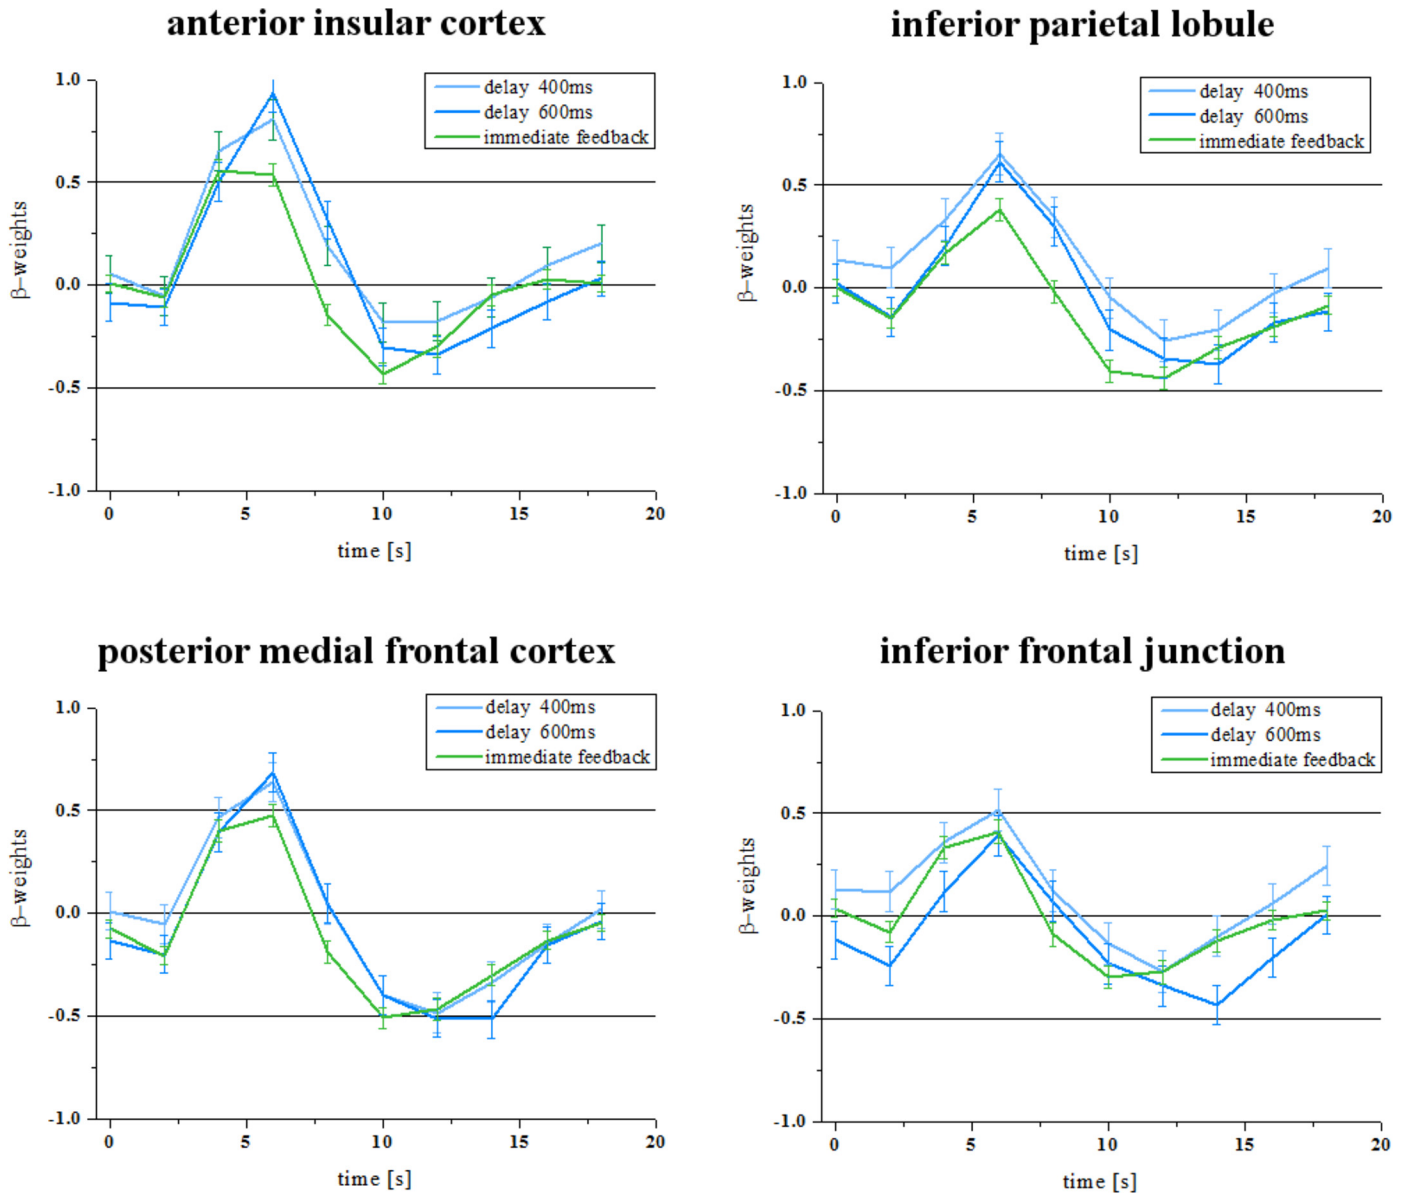 anterior insular cortex
1.0
0.5
0.0
-0.5
-1.0
β–weights
delay 400ms
delay 600ms
immediate feedback
0 5 10 15 20
time [s]
inferior parietal lobule
1.0
0.5
0.0
-0.5
-1.0
β–weights
delay 400ms
delay 600ms
immediate feedback
0 5 10 15 20
time [s]
posterior medial frontal cortex
1.0
0.5
0.0
-0.5
-1.0
β–weights
delay 400ms
delay 600ms
immediate feedback
0 5 10 15 20
time [s]
inferior frontal junction
1.0
0.5
0.0
-0.5
-1.0
β–weights
delay 400ms
delay 600ms
immediate feedback
0 5 10 15 20
time [s]